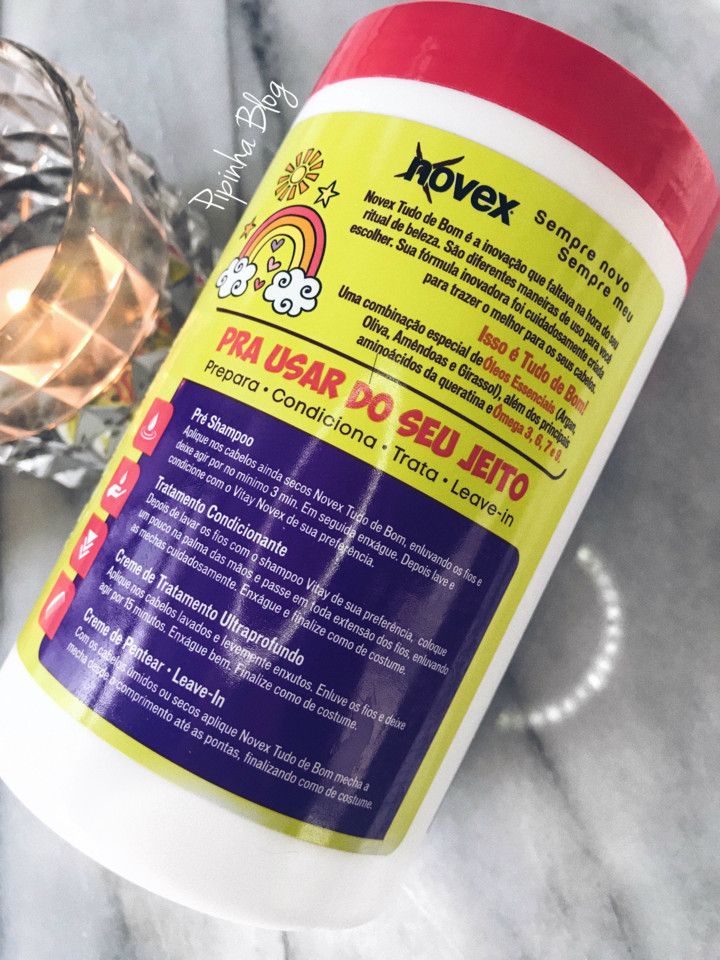 Pipinha Blog
novex
Sempre novo
Sempre meu
Novex Tudo de Bom é a inovação que faltava na hora do seu
ritual de beleza. São diferentes maneiras de uso para você
escolher. Sua fórmula inovadora foi cuidadosamente criada
para trazer o melhor para os seus cabelos.
Isso é Tudo de Bom!
Uma combinação especial de Óleos Essenciais (Argan,
Oliva, Amêndoas e Girassol), além dos principais
aminoácidos da queratina e Ômega 3, 6, 7 e 9.
PRA USAR DO SEU JEITO
Prepara • Condiciona • Trata • Leave-in
Pré Shampoo
Aplique nos cabelos ainda secos Novex Tudo de Bom, enluvando os fios e
deixe agir por no mínimo 3 min. Em seguida enxágue. Depois lave e
condicione com o Vitay Novex de sua preferência.
Tratamento Condicionante
Depois de lavar os fios com o shampoo Vitay de sua preferência, coloque
um pouco na palma das mãos e passe em toda extensão dos fios, enluvando
as mechas cuidadosamente. Enxágue e finalize como de costume.
Creme de Tratamento Ultraprofundo
Aplique nos cabelos lavados e levemente enxutos. Enluve os fios e deixe
agir por 15 minutos. Enxágue bem. Finalize como de costume.
Creme de Pentear • Leave-In
Com os cabelos úmidos ou secos aplique Novex Tudo de Bom mecha a
mecha desde o comprimento até as pontas, finalizando como de costume.